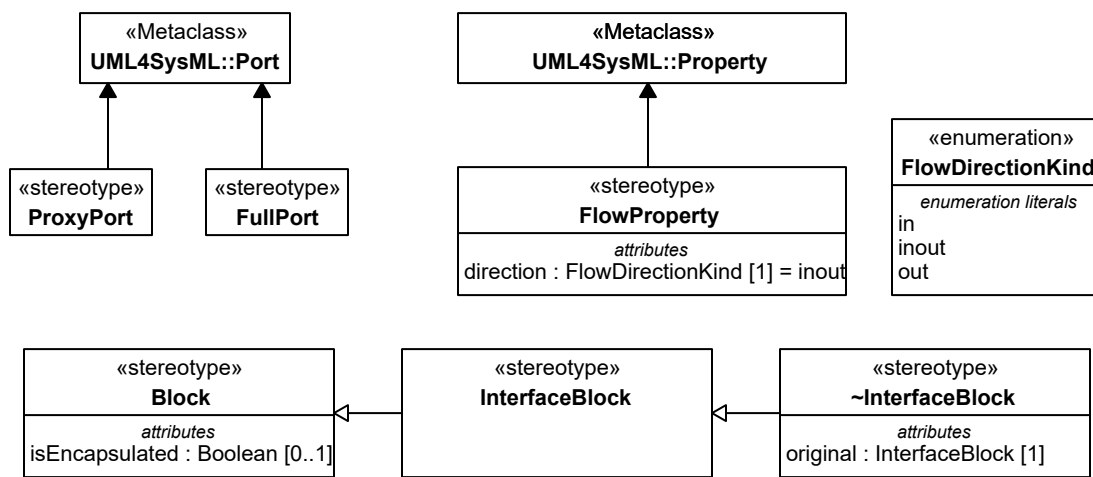 «Metaclass»
UML4SysML::Port
«Metaclass»
UML4SysML::Property
«stereotype»
ProxyPort
«stereotype»
FullPort
«stereotype»
FlowProperty
attributes
direction : FlowDirectionKind [1] = inout
«enumeration»
FlowDirectionKind
enumeration literals
in
inout
out
«stereotype»
Block
attributes
isEncapsulated : Boolean [0..1]
«stereotype»
InterfaceBlock
«stereotype»
~InterfaceBlock
attributes
original : InterfaceBlock [1]